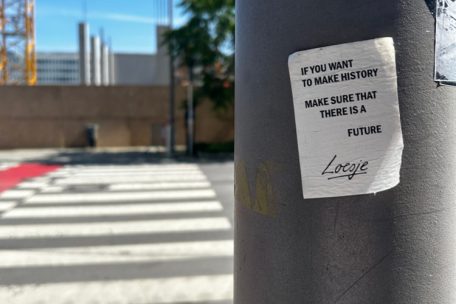 IF YOU WANT
TO MAKE HISTORY
MAKE SURE THAT
THERE IS A
FUTURE
Loesje